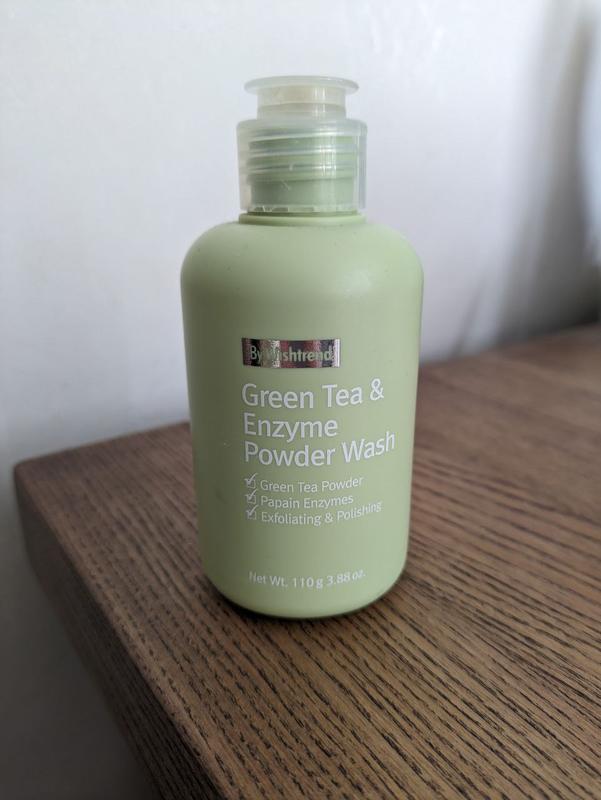 By Wishtrend
Green Tea &
Enzyme
Powder Wash
Green Tea Powder
Papain Enzymes
Exfoliating & Polishing
Net Wt. 110 g 3.88 oz.